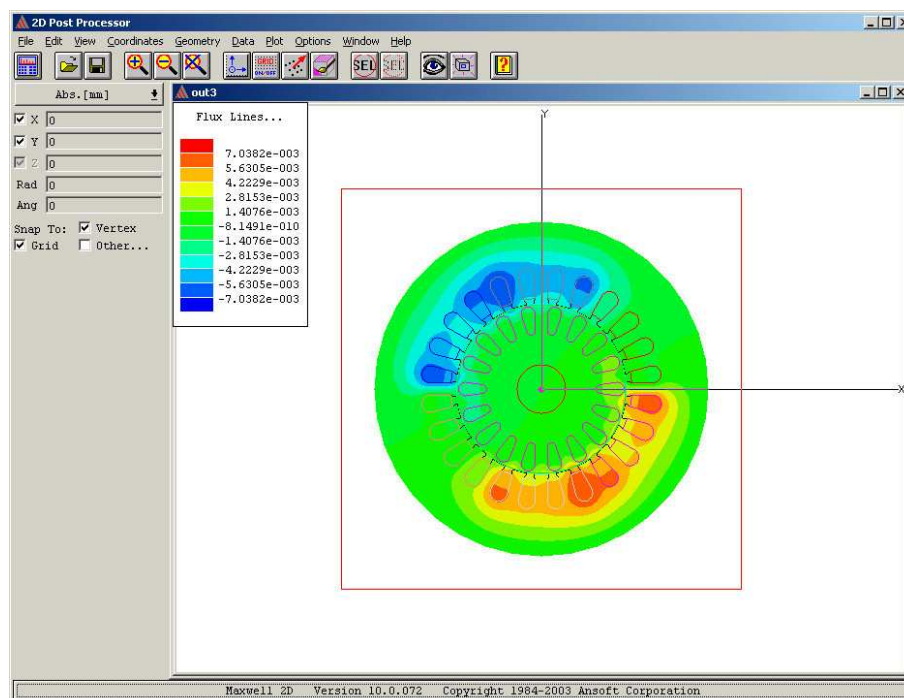 2D Post Processor
File Edit View Coordinates Geometry Data Plot Options Window Help
GRID
ON/OFF
SEL SEL
?
Abs.[mm]
out3
X 0
Y 0
Z 0
Rad 0
Ang 0
Snap To: Vertex
Grid Other...
Flux Lines...
7.0382e-003
5.6305e-003
4.2229e-003
2.8153e-003
1.4076e-003
-8.1491e-010
-1.4076e-003
-2.8153e-003
-4.2229e-003
-5.6305e-003
-7.0382e-003
Y
X
Maxwell 2D Version 10.0.072 Copyright 1984-2003 Ansoft Corporation